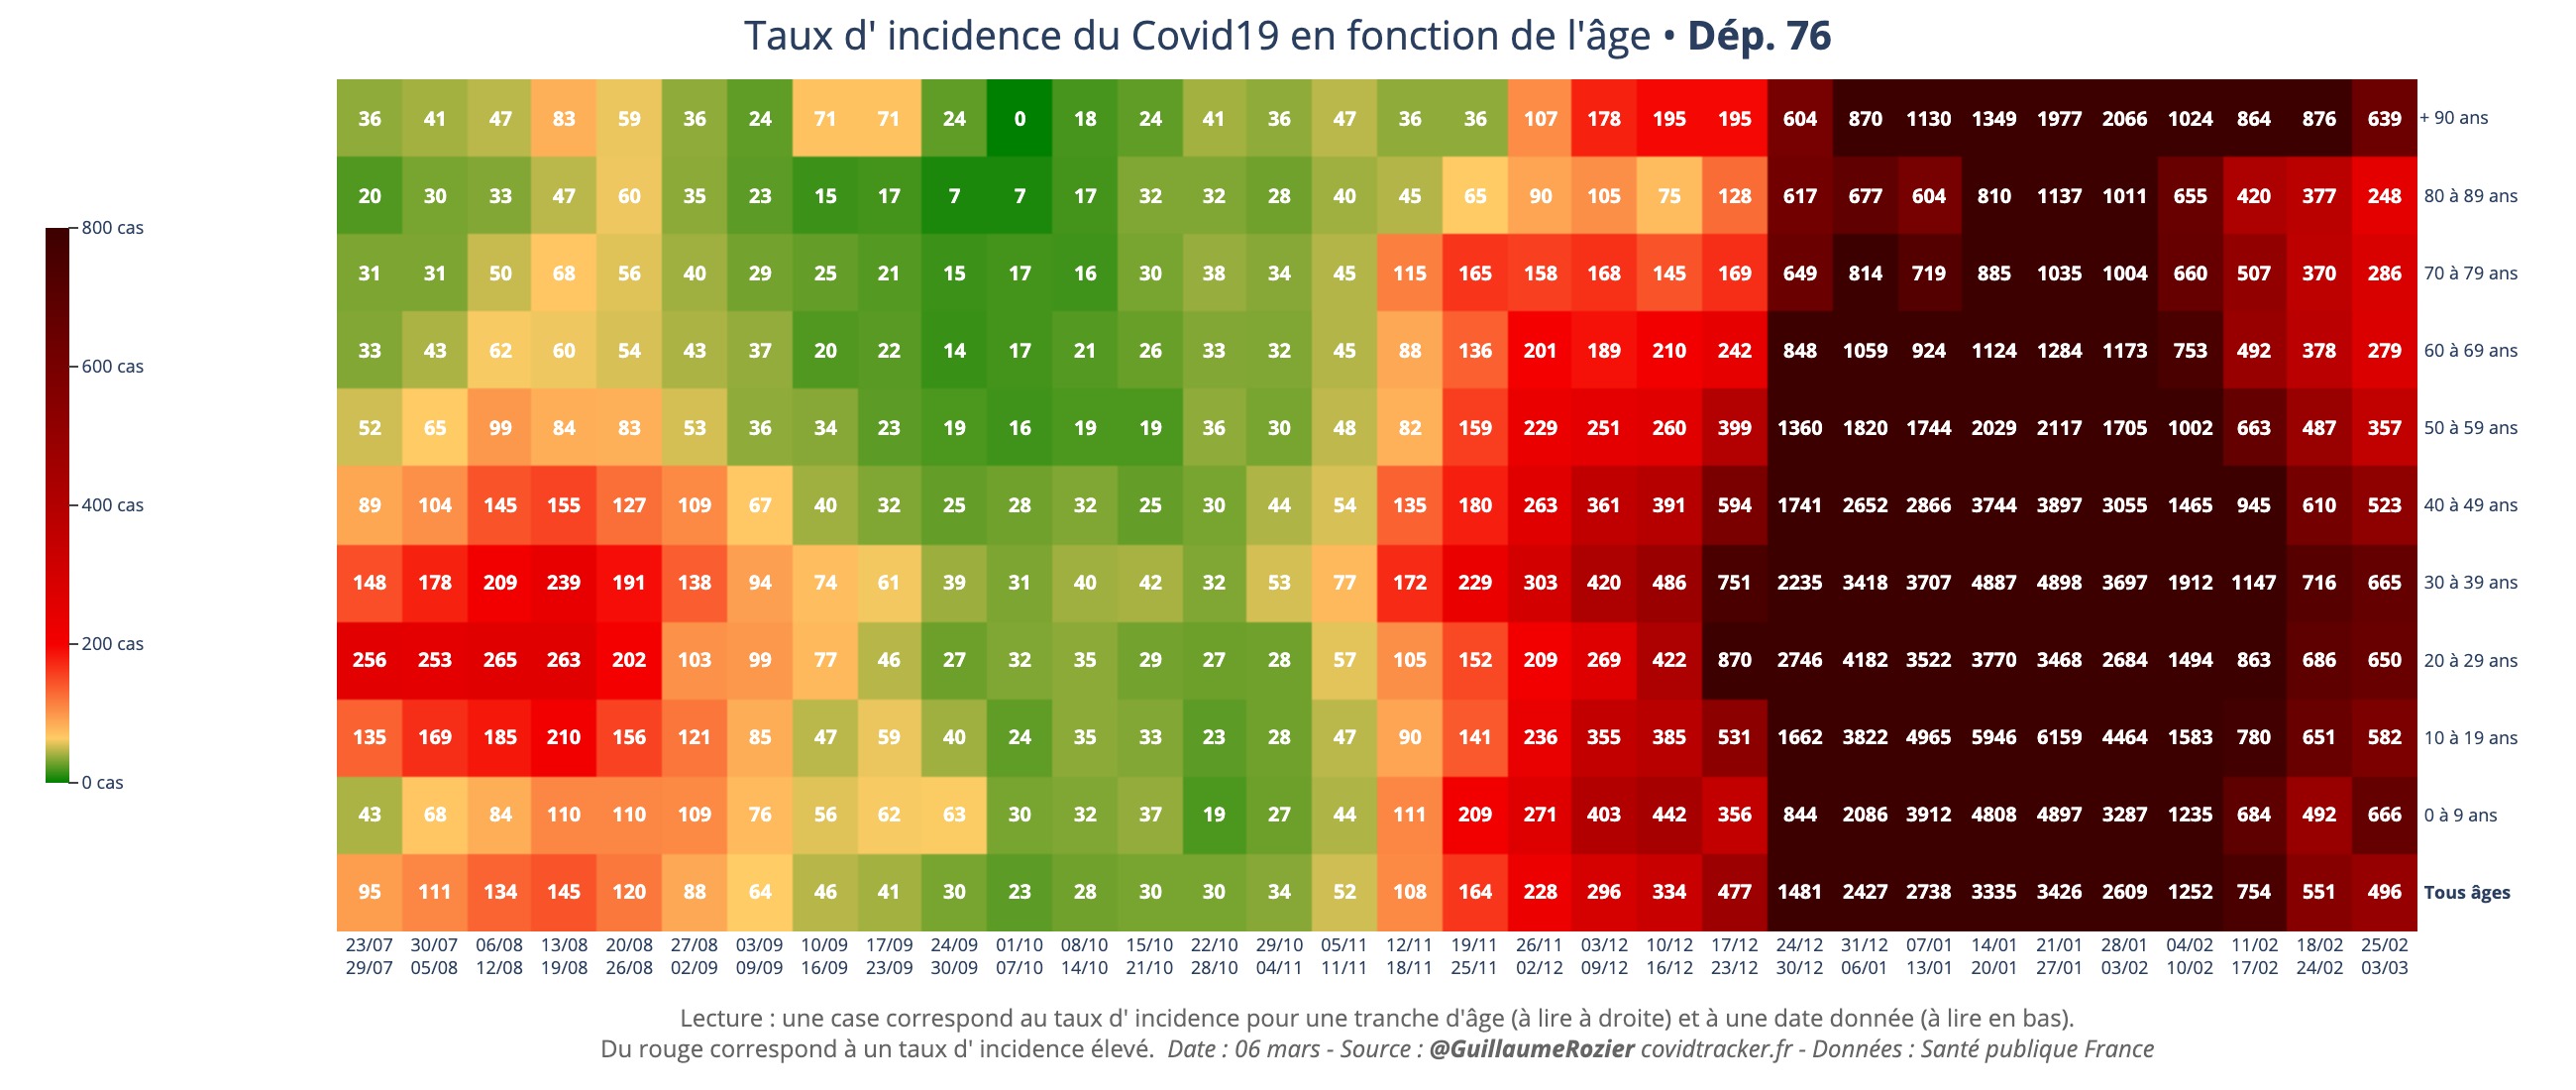 Taux d' incidence du Covid19 en fonction de l'âge • Dép. 76
36 41 47 83 59 36 24 71 71 24 0 18 24 41 36 47 36 36 107 178 195 195 604 870 1130 1349 1977 2066 1024 864 876 639 + 90 ans
20 30 33 47 60 35 23 15 17 7 7 17 32 32 28 40 45 65 90 105 75 128 617 677 604 810 1137 1011 655 420 377 248 80 à 89 ans
800 cas
31 31 50 68 56 40 29 25 21 15 17 16 30 38 34 45 115 165 158 168 145 169 649 814 719 885 1035 1004 660 507 370 286 70 à 79 ans
33 43 62 60 54 43 37 20 22 14 17 21 26 33 32 45 88 136 201 189 210 242 848 1059 924 1124 1284 1173 753 492 378 279 60 à 69 ans
600 cas
52 65 99 84 83 53 36 34 23 19 16 19 19 36 30 48 82 159 229 251 260 399 1360 1820 1744 2029 2117 1705 1002 663 487 357 50 à 59 ans
400 cas
89 104 145 155 127 109 67 40 32 25 28 32 25 30 44 54 135 180 263 361 391 594 1741 2652 2866 3744 3897 3055 1465 945 610 523 40 à 49 ans
148 178 209 239 191 138 94 74 61 39 31 40 42 32 53 77 172 229 303 420 486 751 2235 3418 3707 4887 4898 3697 1912 1147 716 665 30 à 39 ans
200 cas
256 253 265 263 202 103 99 77 46 27 32 35 29 27 28 57 105 152 209 269 422 870 2746 4182 3522 3770 3468 2684 1494 863 686 650 20 à 29 ans
135 169 185 210 156 121 85 47 59 40 24 35 33 23 28 47 90 141 236 355 385 531 1662 3822 4965 5946 6159 4464 1583 780 651 582 10 à 19 ans
0 cas
43 68 84 110 110 109 76 56 62 63 30 32 37 19 27 44 111 209 271 403 442 356 844 2086 3912 4808 4897 3287 1235 684 492 666 0 à 9 ans
95 111 134 145 120 88 64 46 41 30 23 28 30 30 34 52 108 164 228 296 334 477 1481 2427 2738 3335 3426 2609 1252 754 551 496 Tous âges
23/07 30/07 06/08 13/08 20/08 27/08 03/09 10/09 17/09 24/09 01/10 08/10 15/10 22/10 29/10 05/11 12/11 19/11 26/11 03/12 10/12 17/12 24/12 31/12 07/01 14/01 21/01 28/01 04/02 11/02 18/02 25/02
29/07 05/08 12/08 19/08 26/08 02/09 09/09 16/09 23/09 30/09 07/10 14/10 21/10 28/10 04/11 11/11 18/11 25/11 02/12 09/12 16/12 23/12 30/12 06/01 13/01 20/01 27/01 03/02 10/02 17/02 24/02 03/03
Lecture : une case correspond au taux d' incidence pour une tranche d'âge (à lire à droite) et à une date donnée (à lire en bas).
Du rouge correspond à un taux d' incidence élevé. Date : 06 mars - Source : @GuillaumeRozier covidtracker.fr - Données : Santé publique France